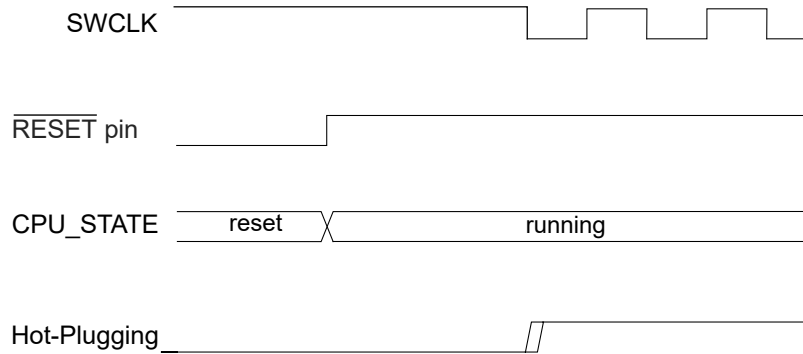 SWCLK
RESET pin
CPU_STATE reset running
Hot-Plugging